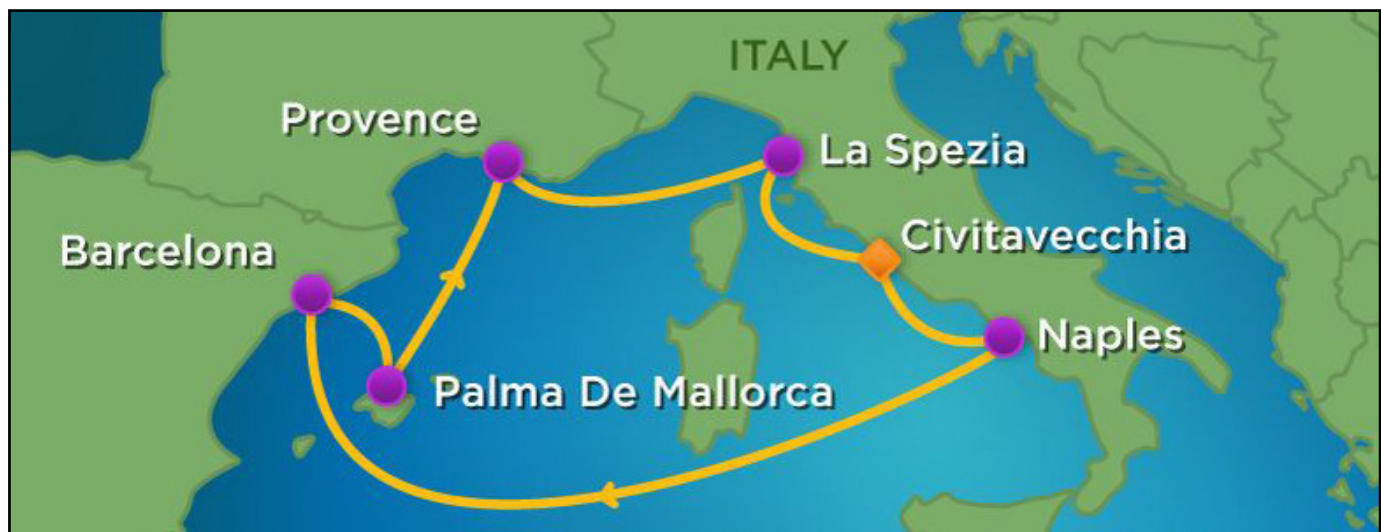 ITALY
Provence
La Spezia
Civitavecchia
Barcelona
Naples
Palma De Mallorca